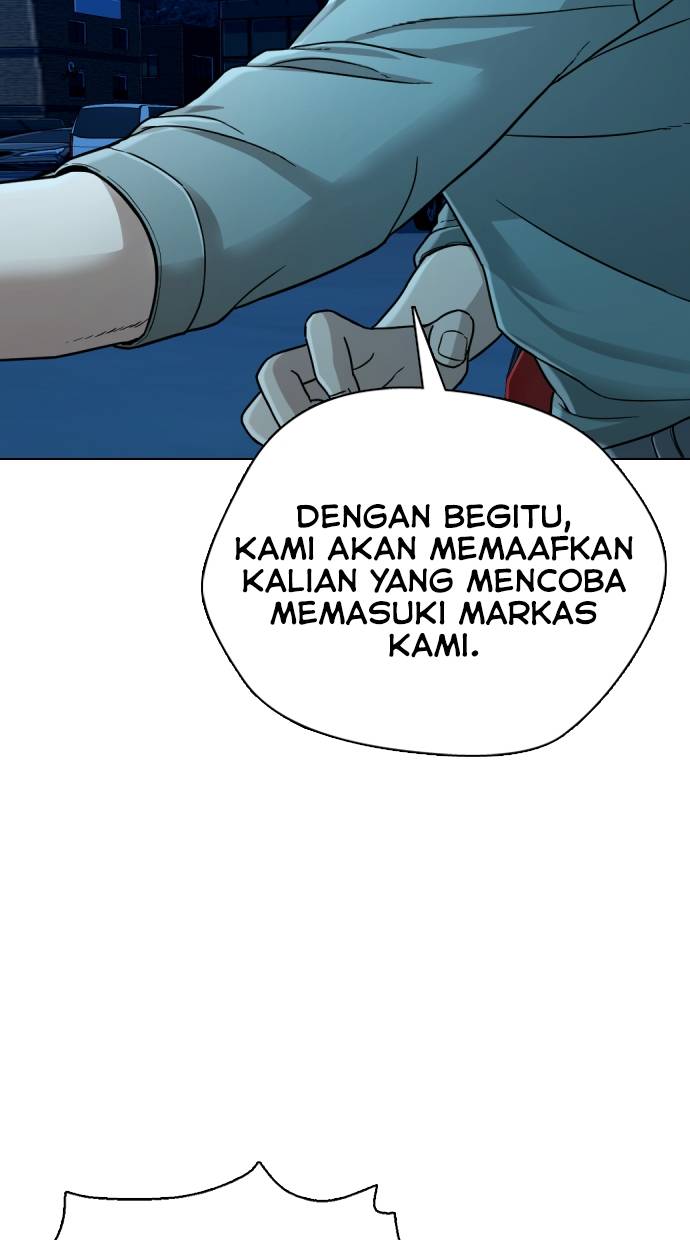 DENGAN BEGITU,
KAMI AKAN MEMAAFKAN
KALIAN YANG MENCOBA
MEMASUKI MARKAS
KAMI.